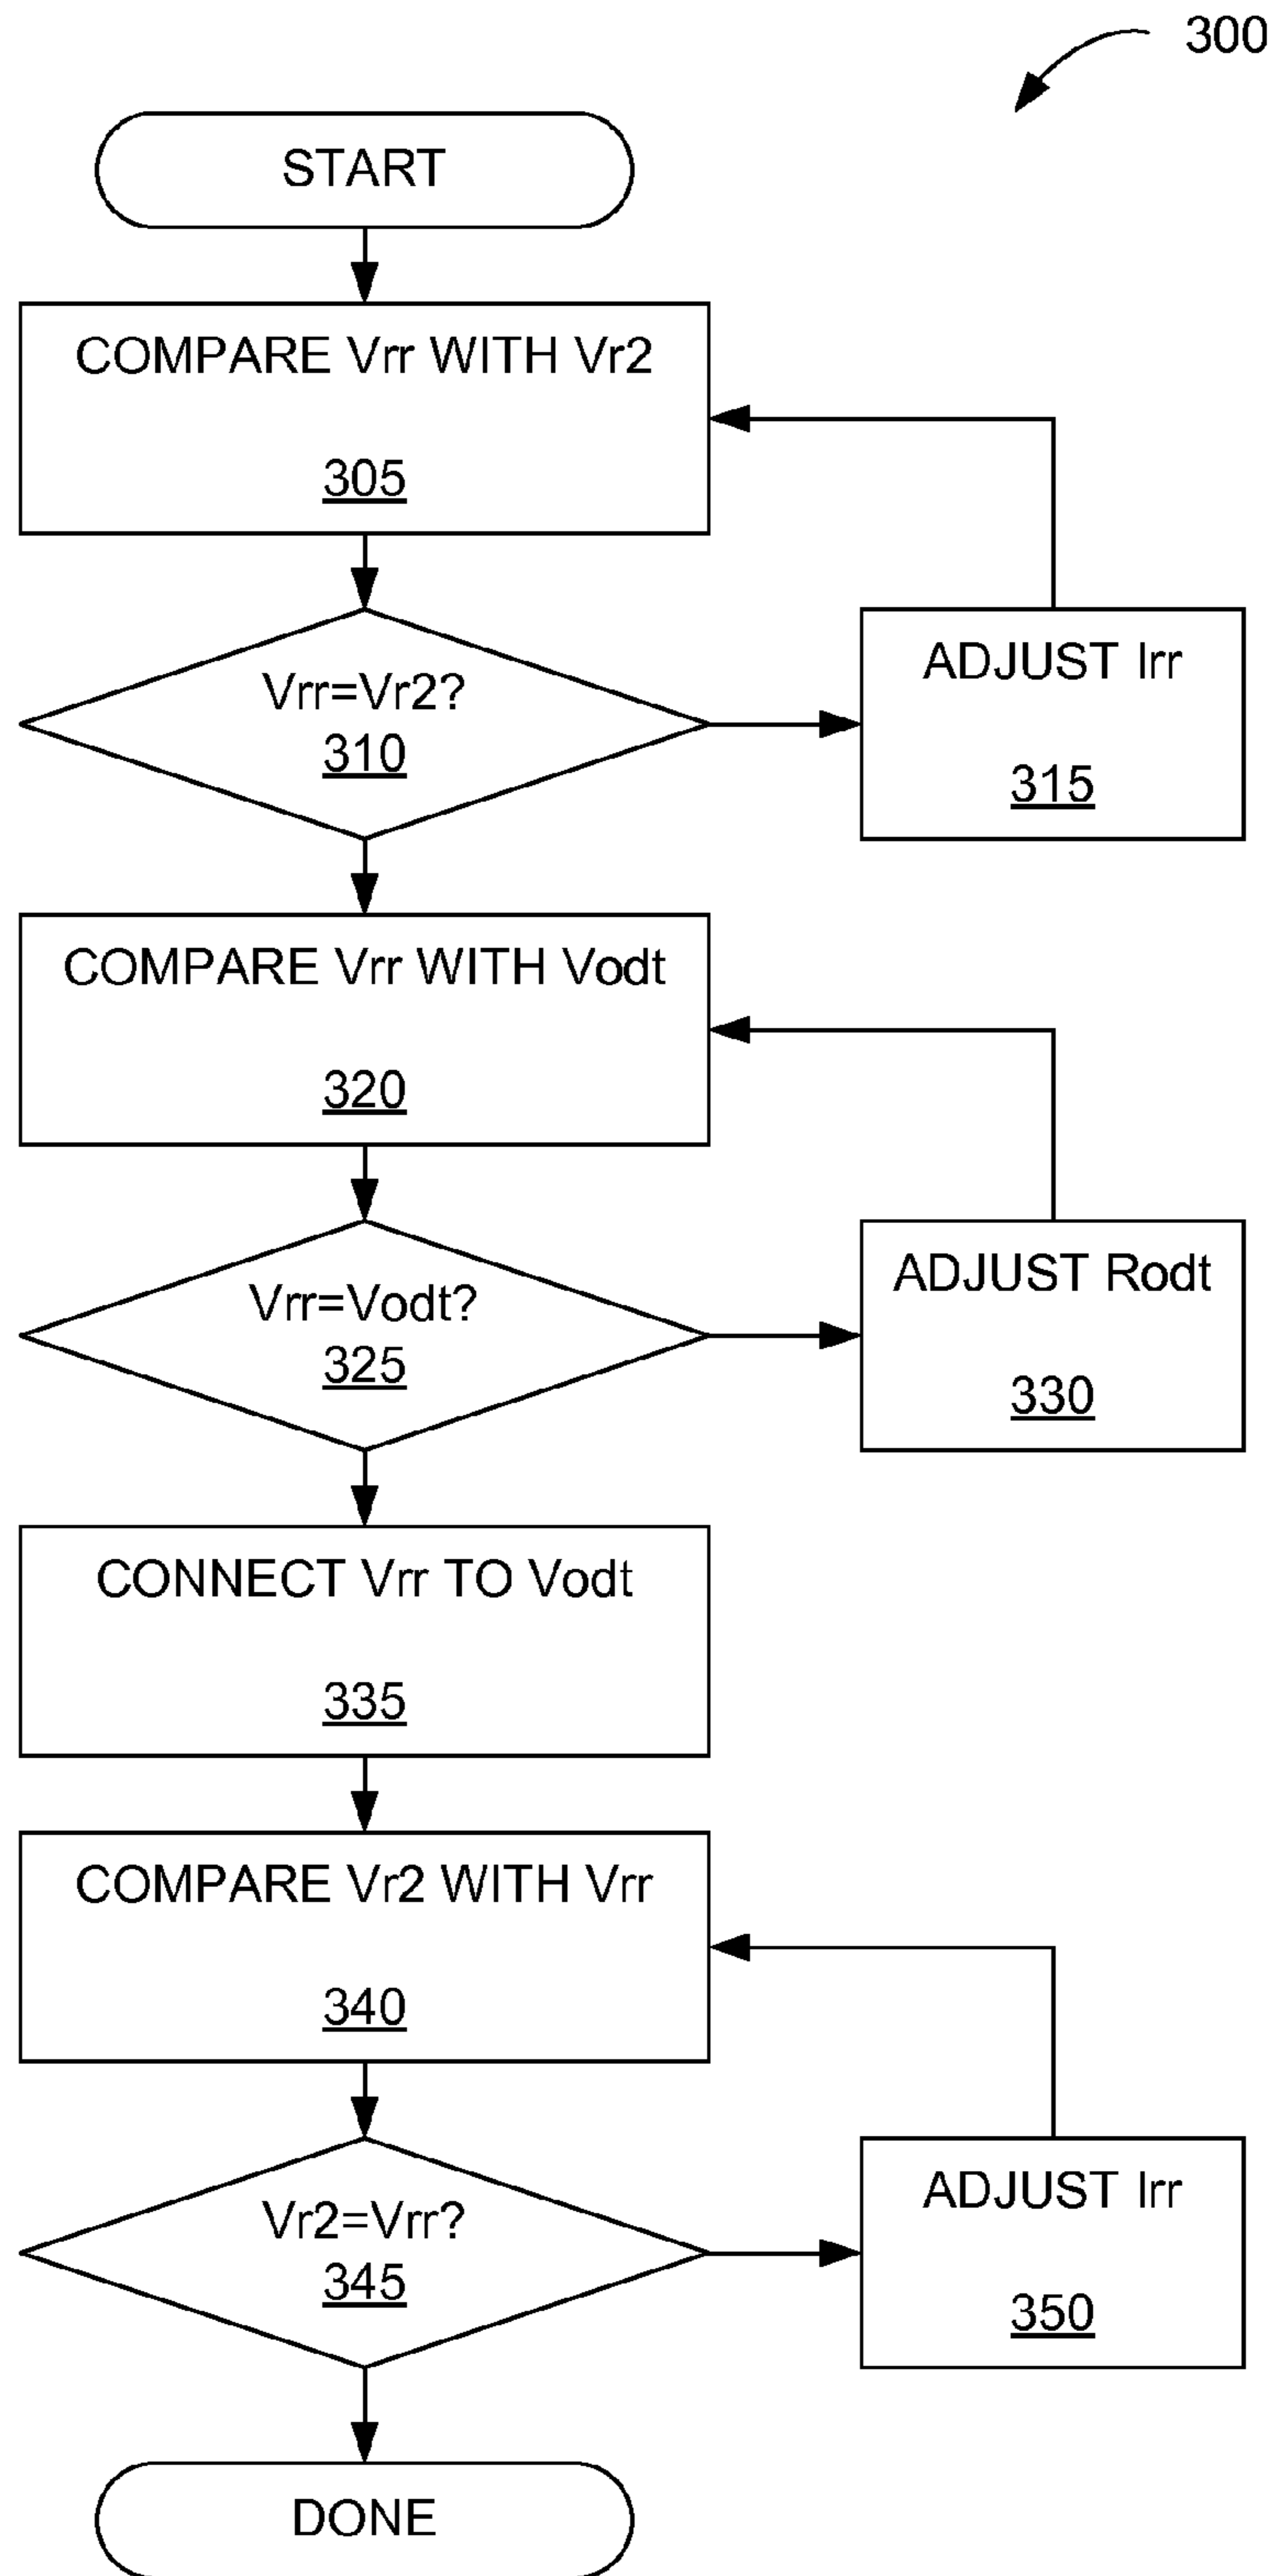 300
START
COMPARE Vrr WITH Vr2
305
Vrr=Vr2?
310
ADJUST Irr
315
COMPARE Vrr WITH Vodt
320
Vrr=Vodt?
325
ADJUST Rodt
330
CONNECT Vrr TO Vodt
335
COMPARE Vr2 WITH Vrr
340
Vr2=Vrr?
345
ADJUST Irr
350
DONE